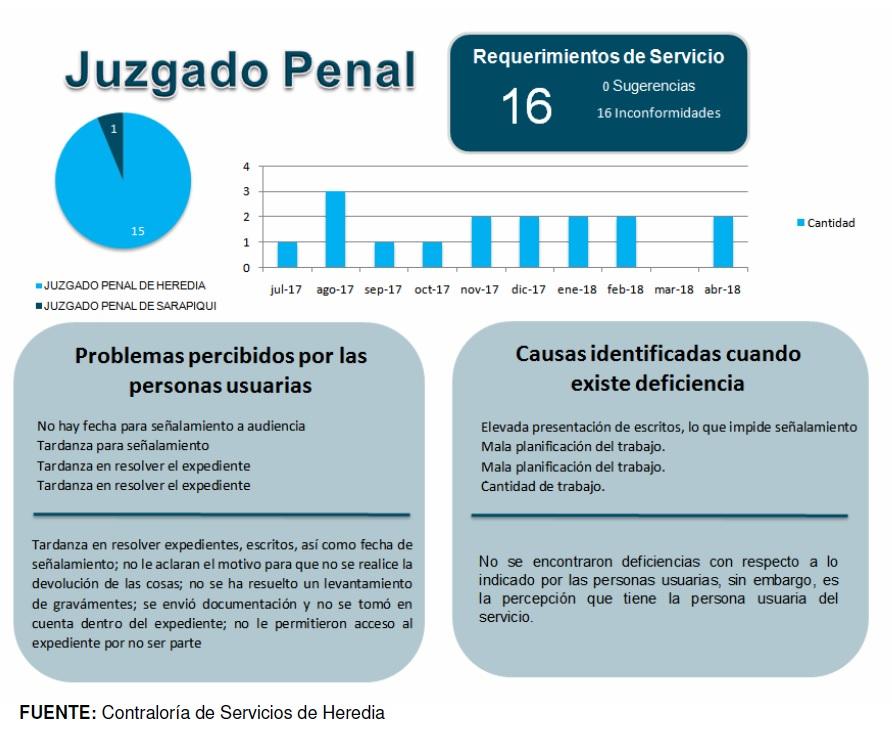 Juzgado Penal
Requerimientos de Servicio
16
0 Sugerencias
16 Inconformidades
1
15
JUZGADO PENAL DE HEREDIA
JUZGADO PENAL DE SARAPIQUI
4
3
2
1
0
jul-17 ago-17 sep-17 oct-17 nov-17 dic-17 ene-18 feb-18 mar-18 abr-18
Cantidad
Problemas percibidos por las
personas usuarias
No hay fecha para señalamiento a audiencia
Tardanza para señalamiento
Tardanza en resolver el expediente
Tardanza en resolver el expediente
Tardanza en resolver expedientes, escritos, así como fecha de
señalamiento; no le aclaran el motivo para que no se realice la
devolución de las cosas; no se ha resuelto un levantamiento
de gravámentes; se envió documentación y no se tomó en
cuenta dentro del expediente; no le permitieron acceso al
expediente por no ser parte
Causas identificadas cuando
existe deficiencia
Elevada presentación de escritos, lo que impide señalamiento
Mala planificación del trabajo.
Mala planificación del trabajo.
Cantidad de trabajo.
No se encontraron deficiencias con respecto a lo
indicado por las personas usuarias, sin embargo, es
la percepción que tiene la persona usuaria del
servicio.
FUENTE: Contraloría de Servicios de Heredia